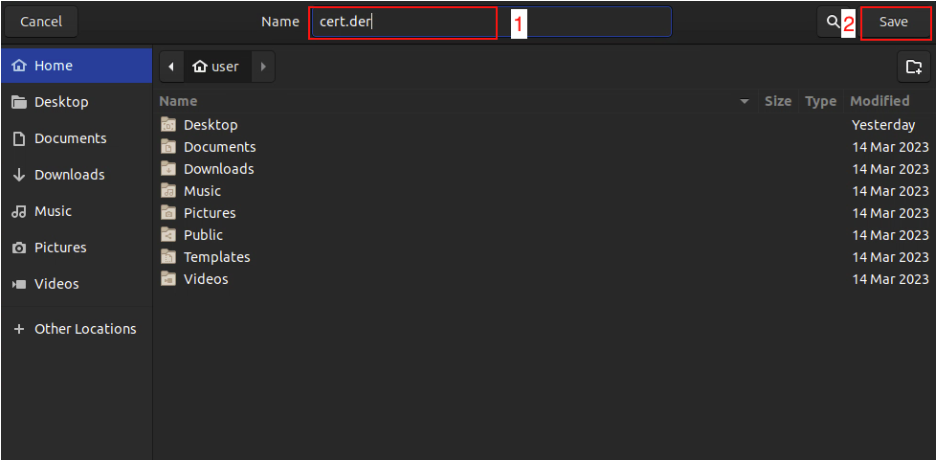 Cancel Name cert.der 1 2 Save
Home user
Desktop Name Size Type Modified
Desktop Yesterday
Documents Documents 14 Mar 2023
Downloads Downloads 14 Mar 2023
Music Music 14 Mar 2023
Pictures Pictures 14 Mar 2023
Public 14 Mar 2023
Templates 14 Mar 2023
Videos Videos 14 Mar 2023
Other Locations